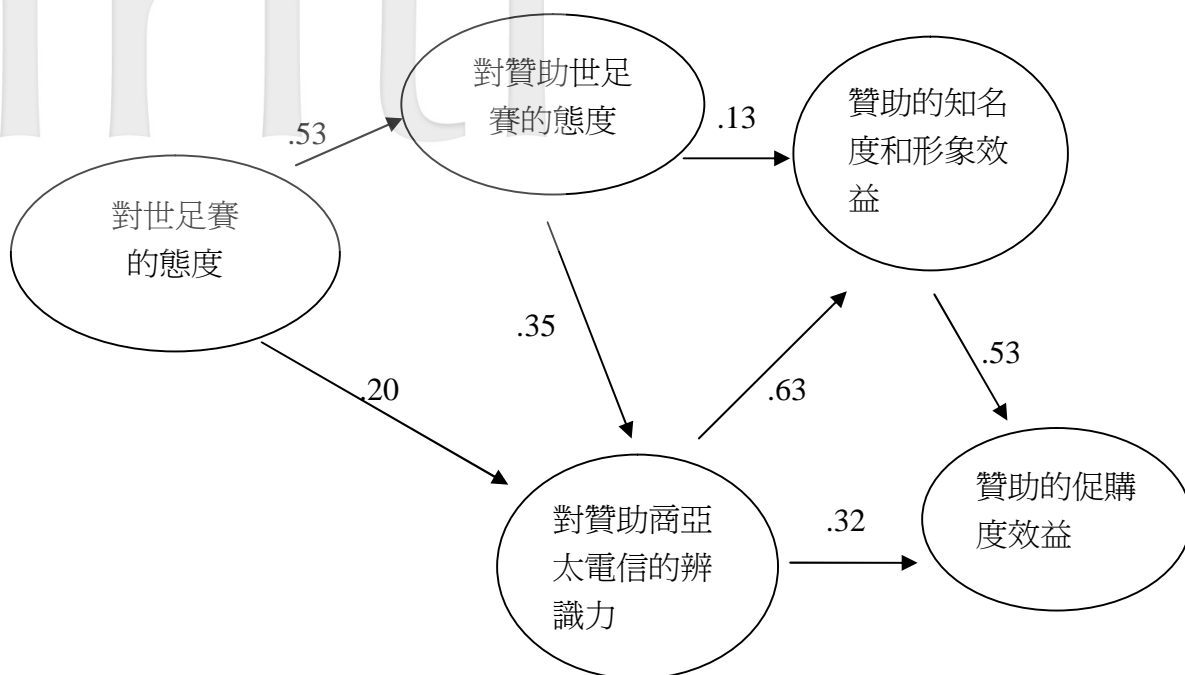 對贊助世足
賽的態度
.13
贊助的知名
度和形象效
益
.53
對世足賽
的態度
.35
.20
.63
.53
對贊助商亞
太電信的辨
識力
.32
贊助的促購
度效益